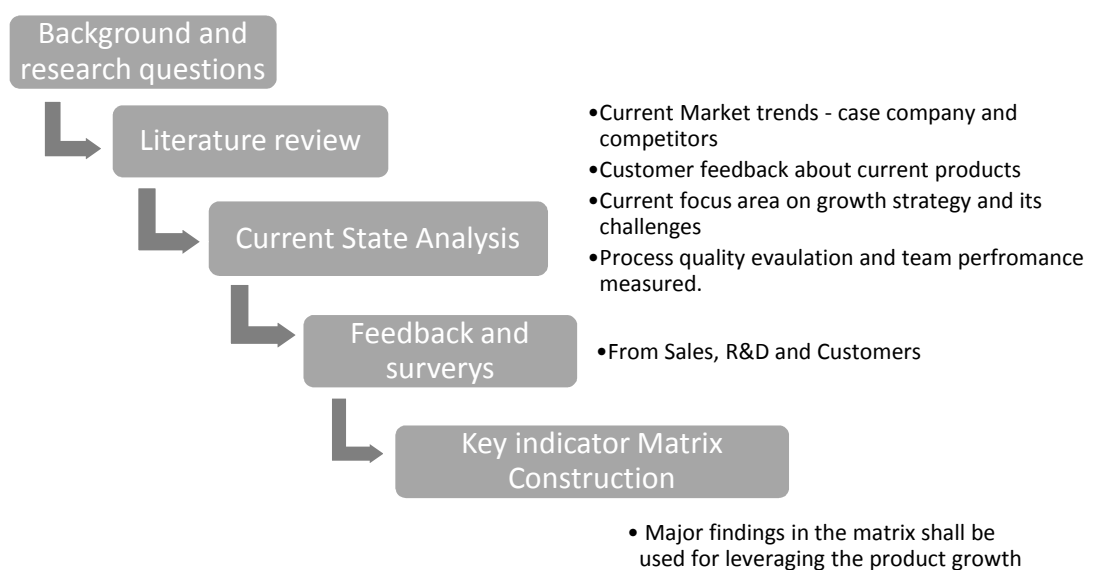 Background and
research questions
Literature review
•Current Market trends - case company and
competitors
•Customer feedback about current products
•Current focus area on growth strategy and its
challenges
•Process quality evaulation and team perfromance
measured.
Current State Analysis
Feedback and
surverys
•From Sales, R&D and Customers
Key indicator Matrix
Construction
• Major findings in the matrix shall be
used for leveraging the product growth